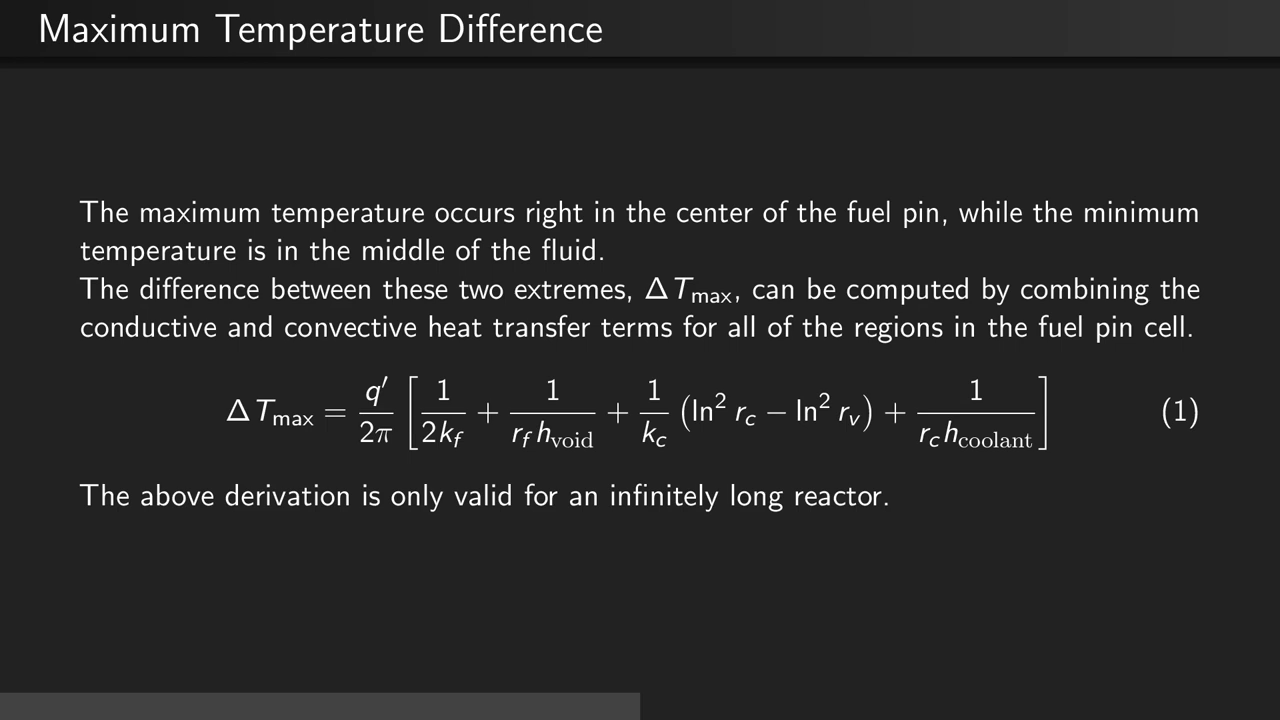 Maximum Temperature Difference
The maximum temperature occurs right in the center of the fuel pin, while the minimum
temperature is in the middle of the fluid.
The difference between these two extremes, ΔT_max, can be computed by combining the
conductive and convective heat transfer terms for all of the regions in the fuel pin cell.
ΔT_max = q′/2π [1/2k_f + 1/r_f h_void + 1/k_c (ln² r_c − ln² r_v) + 1/r_c h_coolant] (1)
The above derivation is only valid for an infinitely long reactor.